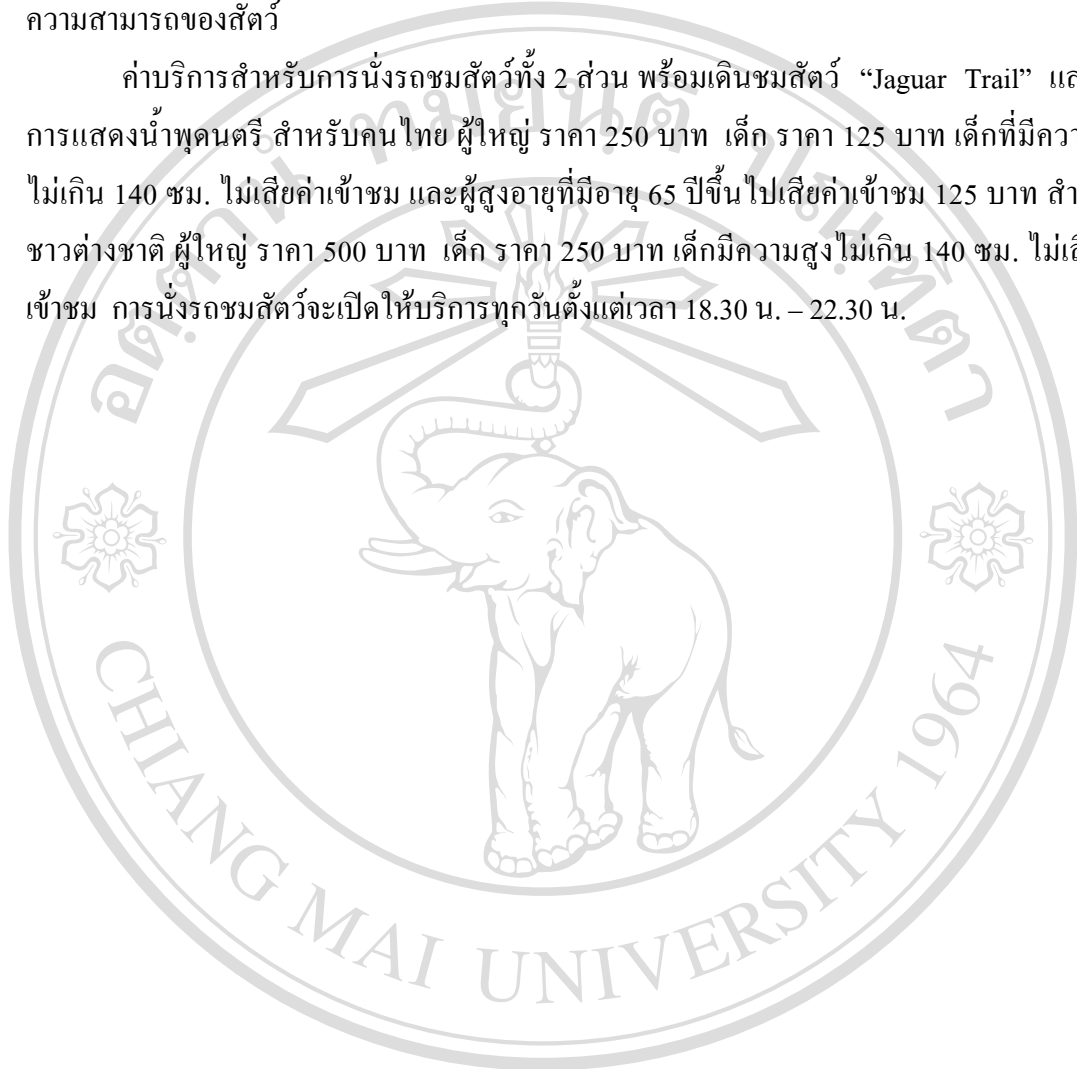 ความสามารถของสัตว์
ค่าบริการสำหรับการนั่งรถชมสัตว์ทั้ง 2 ส่วน พร้อมเดินชมสัตว์ “Jaguar Trail”
การแสดงน้ำพุดนตรี สำหรับคนไทย ผู้ใหญ่ ราคา 250 บาท เด็ก ราคา 125 บาท เด็กที่มี
ไม่เกิน 140 ซม. ไม่เสียค่าเข้าชม และผู้สูงอายุที่มีอายุ 65 ปีขึ้นไปเสียค่าเข้าชม 125 บาท
ชาวต่างชาติ ผู้ใหญ่ ราคา 500 บาท เด็ก ราคา 250 บาท เด็กมีความสูงไม่เกิน 140 ซม.
เข้าชม การนั่งรถชมสัตว์จะเปิดให้บริการทุกวันตั้งแต่เวลา 18.30 น. – 22.30 น.
อตฺตานํ ทมยนฺติ ปณฺฑิตา
CHIANG MAI UNIVERSITY 1964